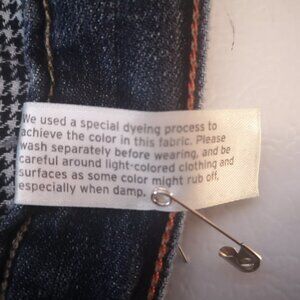 We used a special dyeing process to
achieve the color in this fabric. Please
wash separately before wearing, and be
careful around light-colored clothing and
surfaces as some color might rub off,
especially when damp.